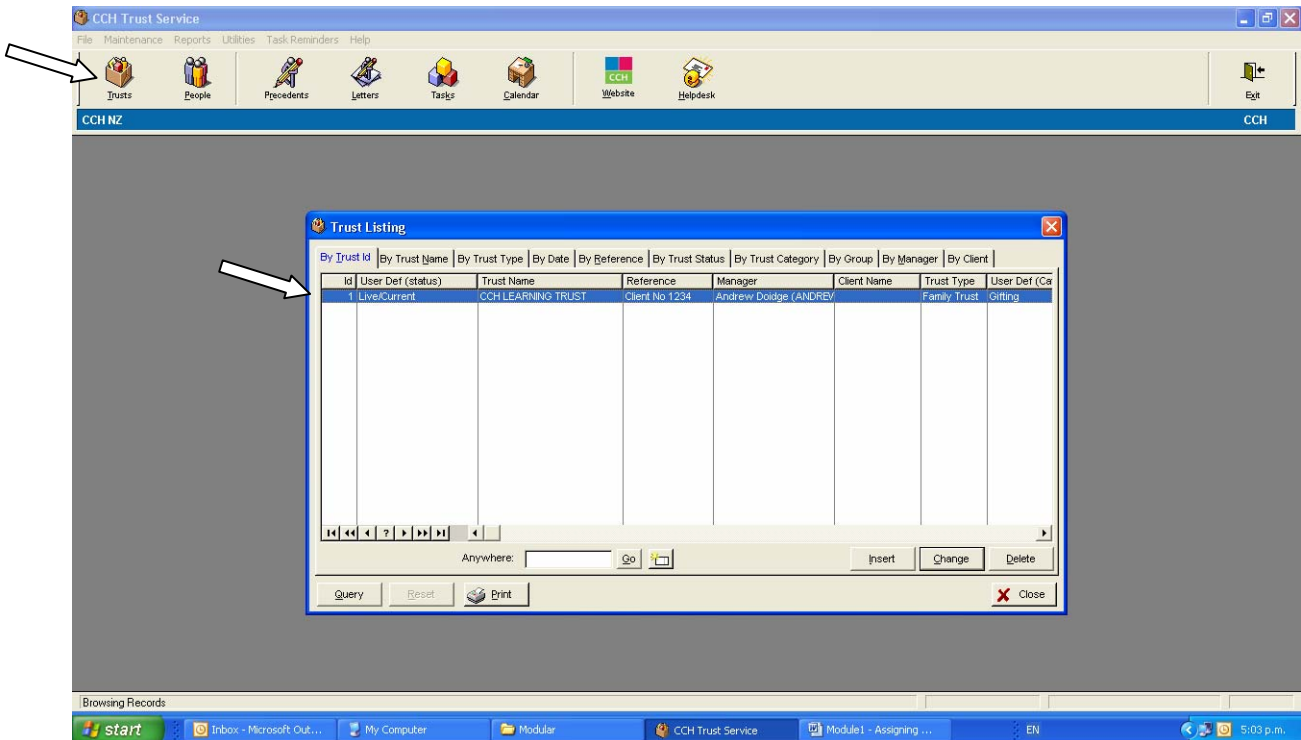 CCH Trust Service
File Maintenance Reports Utilities Task Reminders Help
Trusts People Precedents Letters Tasks Calendar CCH Website Helpdesk Exit
CCH NZ CCH
Trust Listing
By Trust Id By Trust Name By Trust Type By Date By Reference By Trust Status By Trust Category By Group By Manager By Client
Id User Def (status) Trust Name Reference Manager Client Name Trust Type User Def (Ca
1 Live/Current CCH LEARNING TRUST Client No 1234 Andrew Doidge (ANDREW Family Trust Gifting
?
Anywhere: Go Insert Change Delete
Query Reset Print Close
Browsing Records
start Inbox - Microsoft Out... My Computer Modular CCH Trust Service Module1 - Assigning ... EN 5:03 p.m.